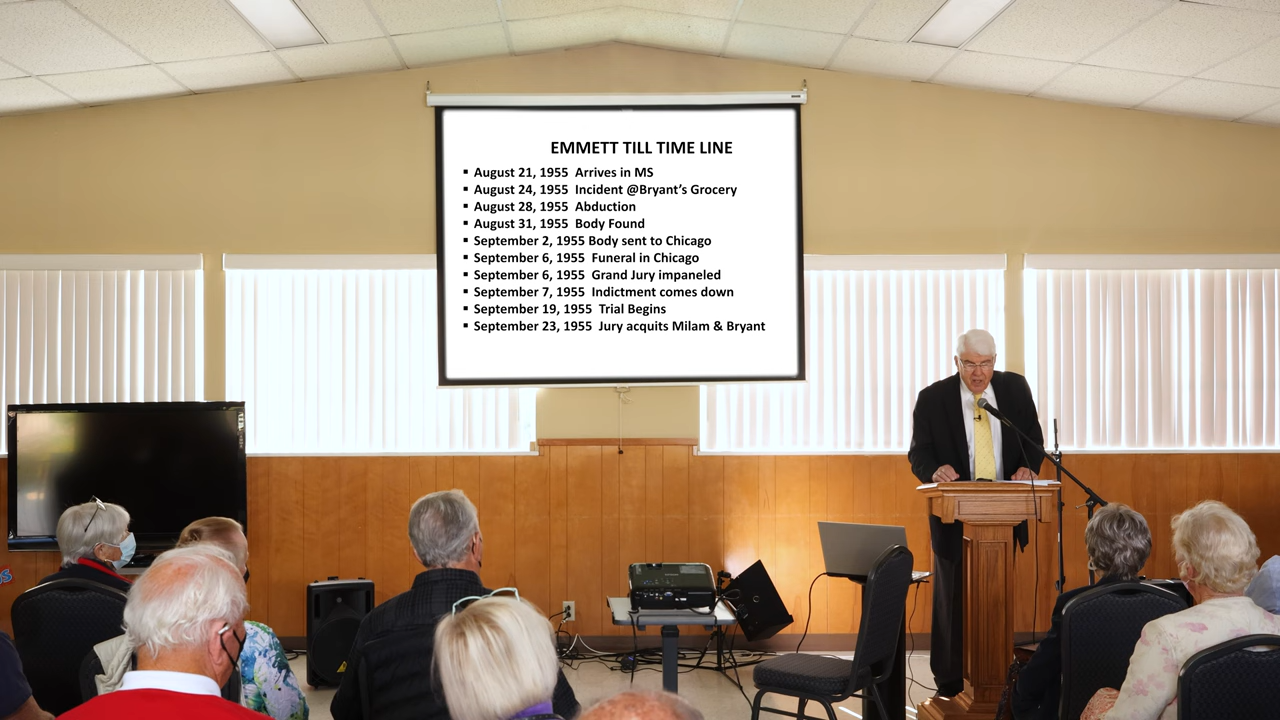 EMMETT TILL TIME LINE
▪ August 21, 1955  Arrives in MS
▪ August 24, 1955  Incident @Bryant’s Grocery
▪ August 28, 1955  Abduction
▪ August 31, 1955  Body Found
▪ September 2, 1955 Body sent to Chicago
▪ September 6, 1955  Funeral in Chicago
▪ September 6, 1955  Grand Jury impaneled
▪ September 7, 1955  Indictment comes down
▪ September 19, 1955  Trial Begins
▪ September 23, 1955  Jury acquits Milam & Bryant